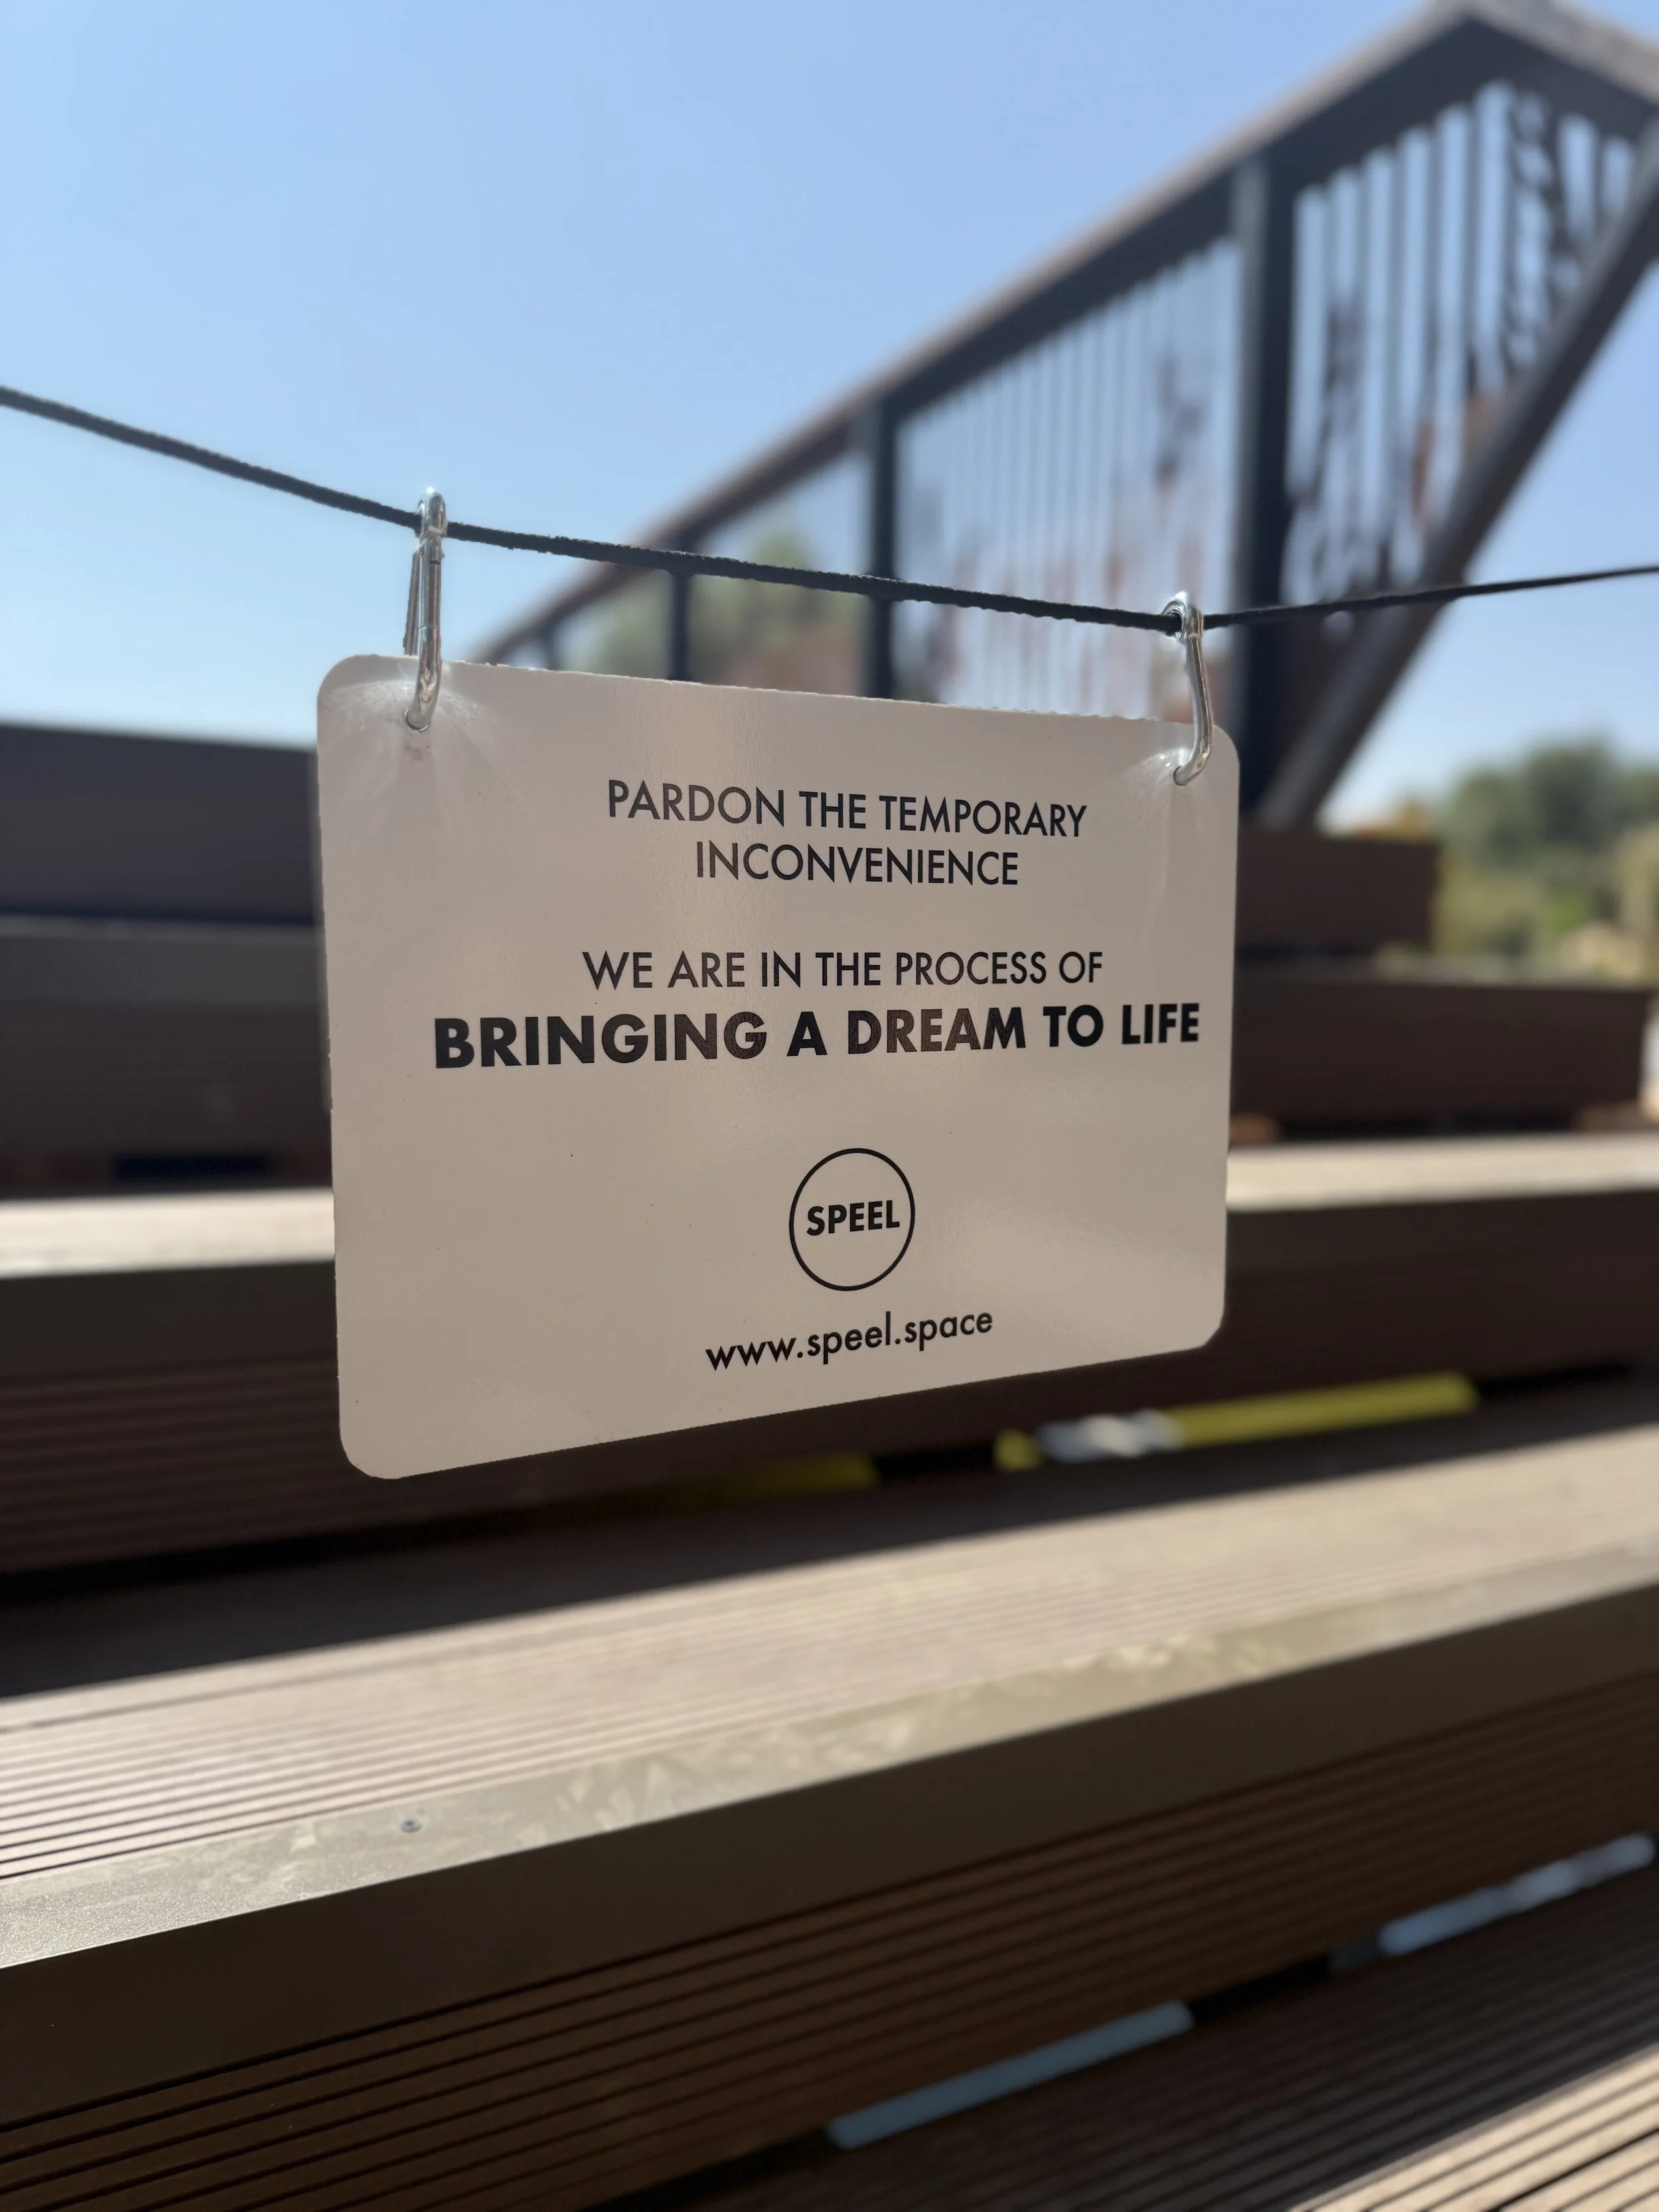 PARDON THE TEMPORARY
INCONVENIENCE
WE ARE IN THE PROCESS OF
BRINGING A DREAM TO LIFE
SPEEL
www.speel.space